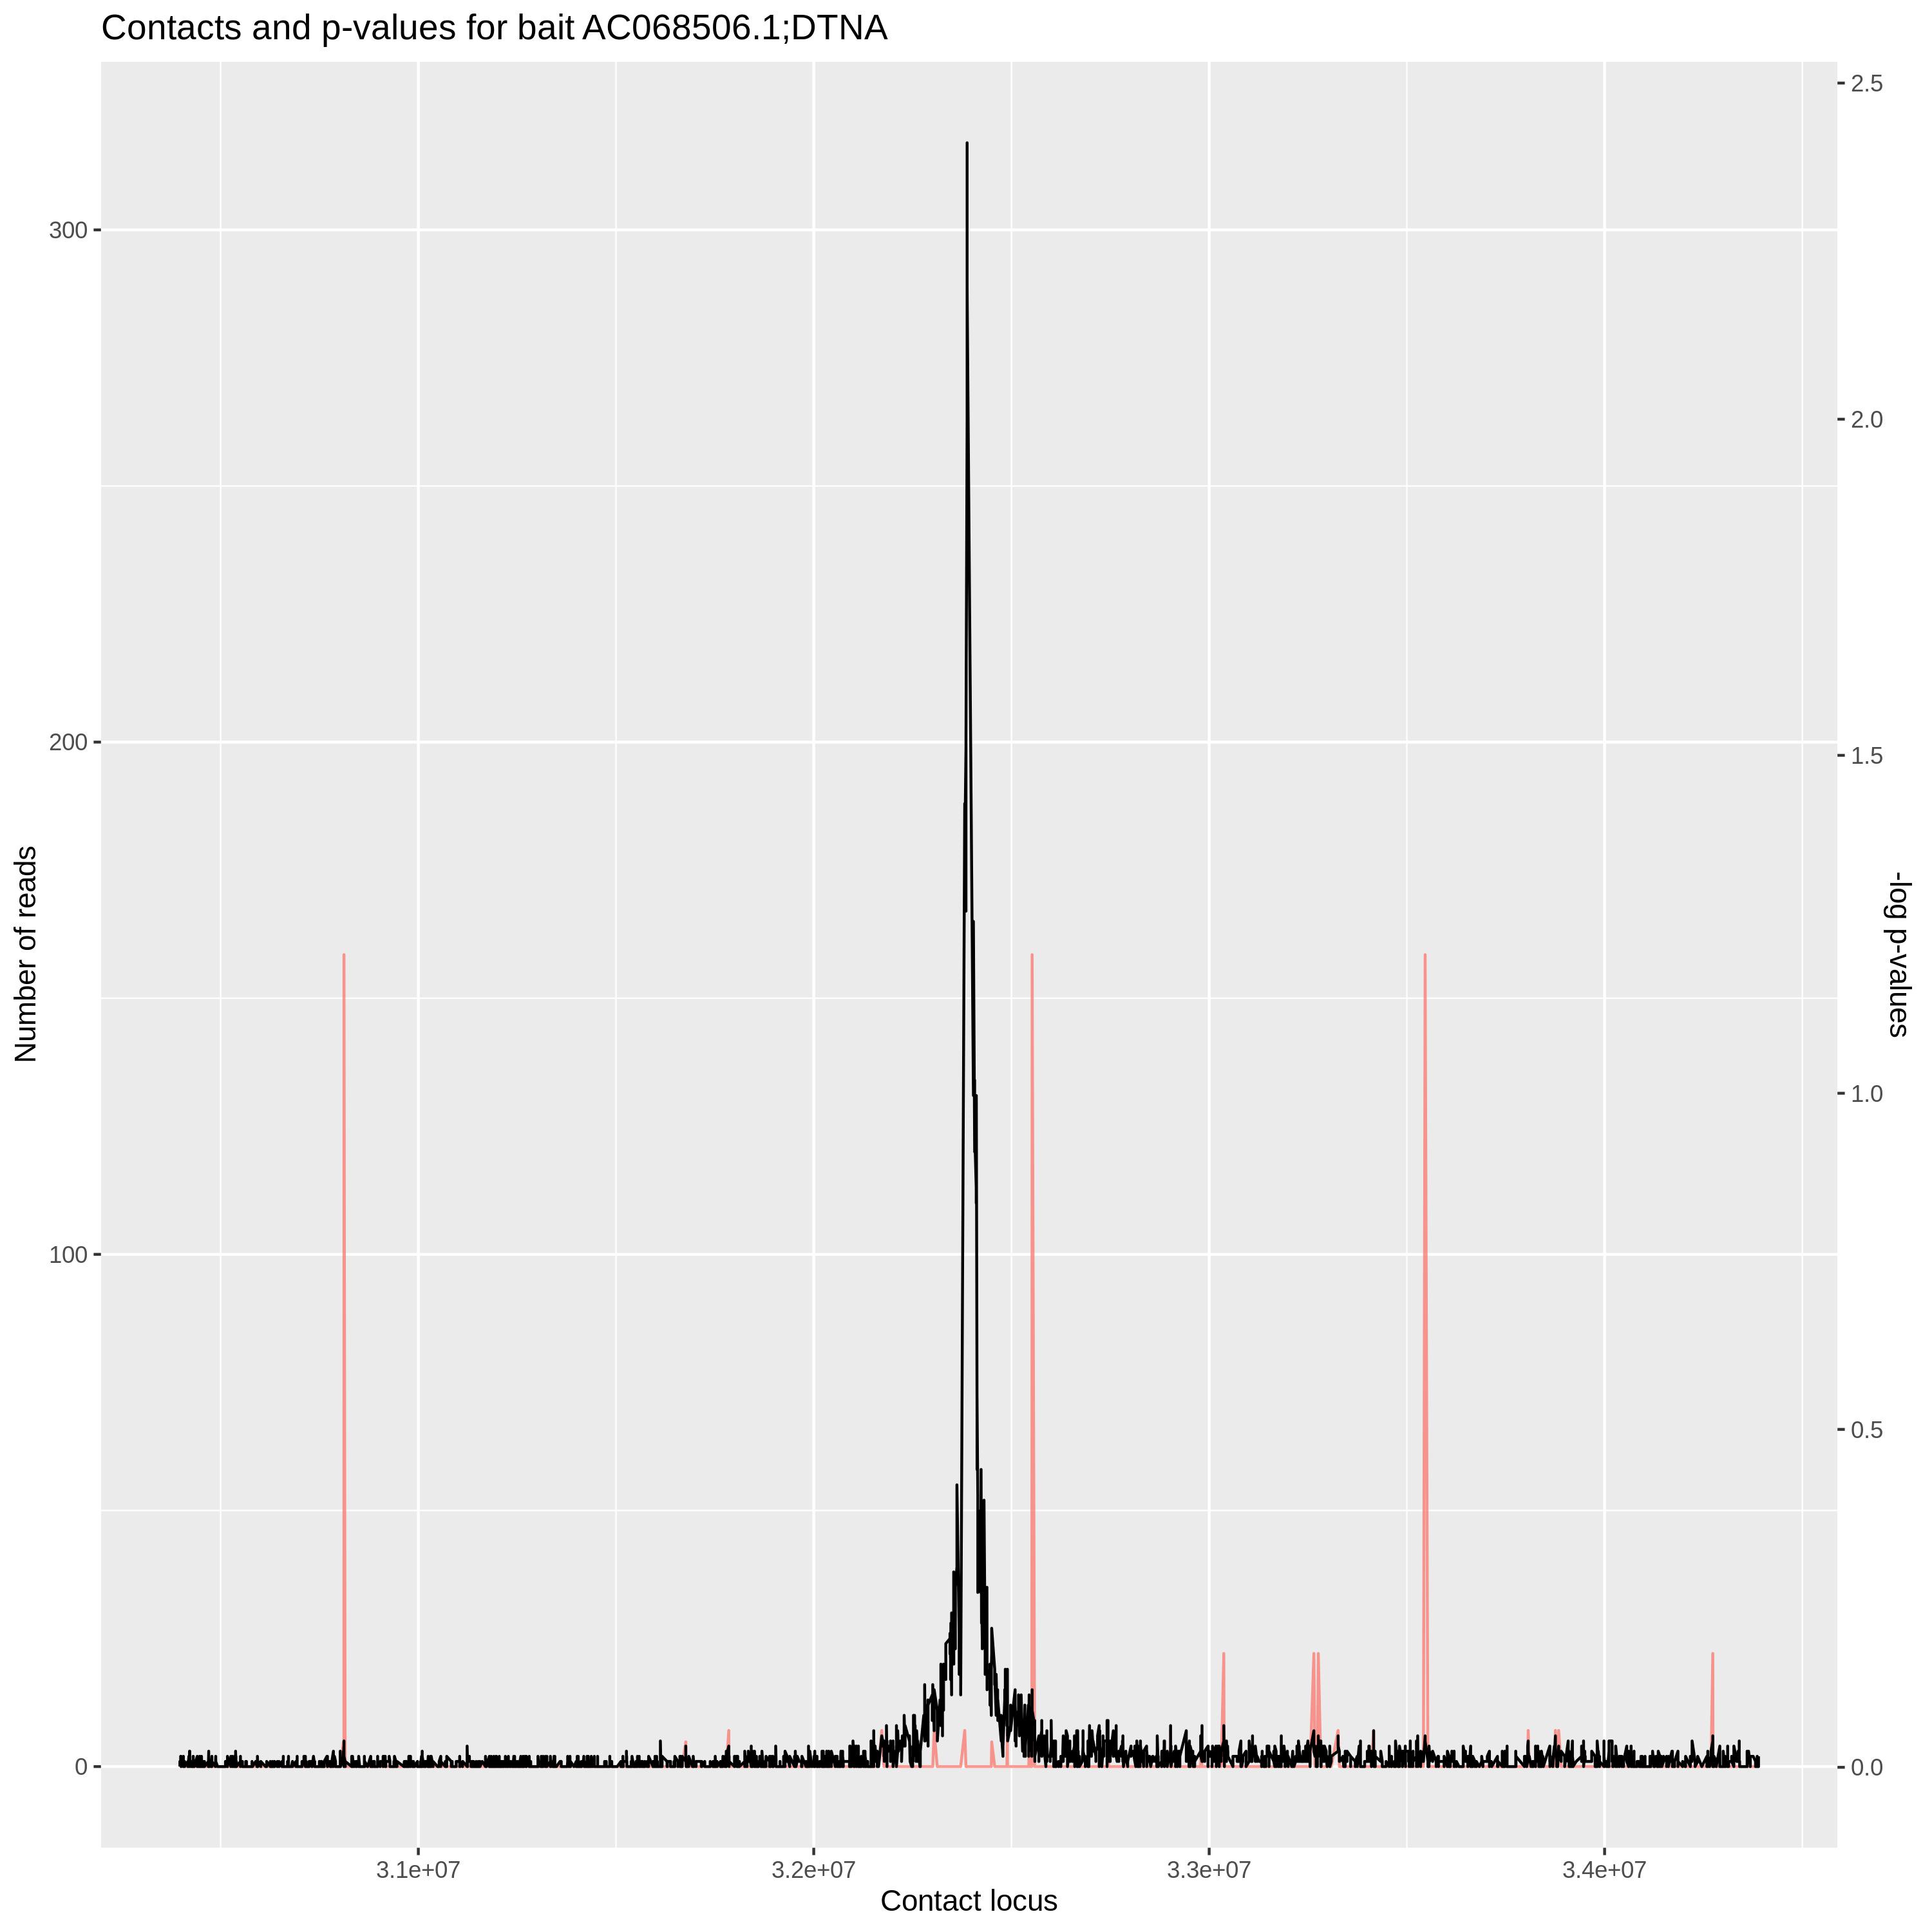 Contacts and p-values for bait AC068506.1;DTNA
2.5
300
2.0
200
1.5
Number of reads
-log p-values
1.0
100
0.5
0
0.0
3.1e+07
3.2e+07
3.3e+07
3.4e+07
Contact locus